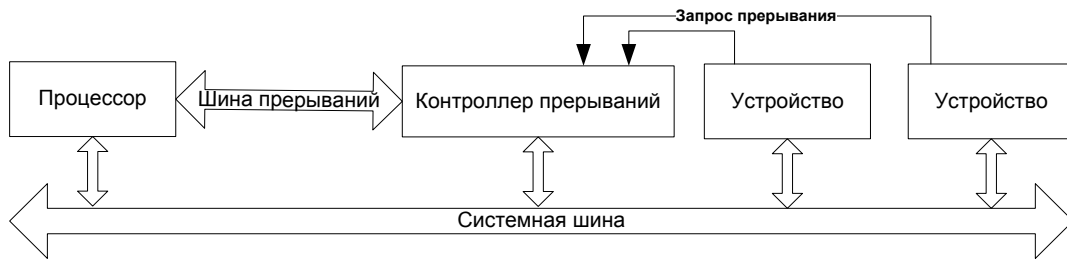 Запрос прерывания
Процессор
Шина прерываний
Контроллер прерываний
Устройство
Устройство
Системная шина